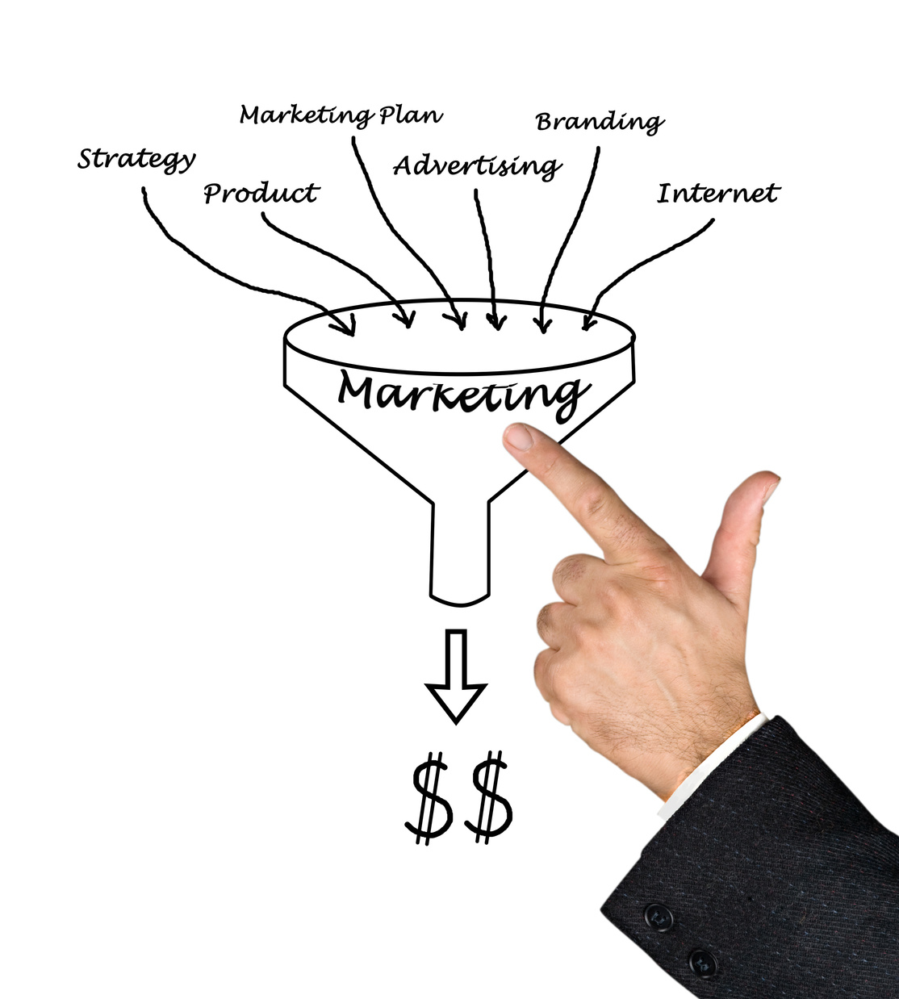 Marketing Plan
Branding
Strategy
Advertising
Product
Internet
Marketing
$$